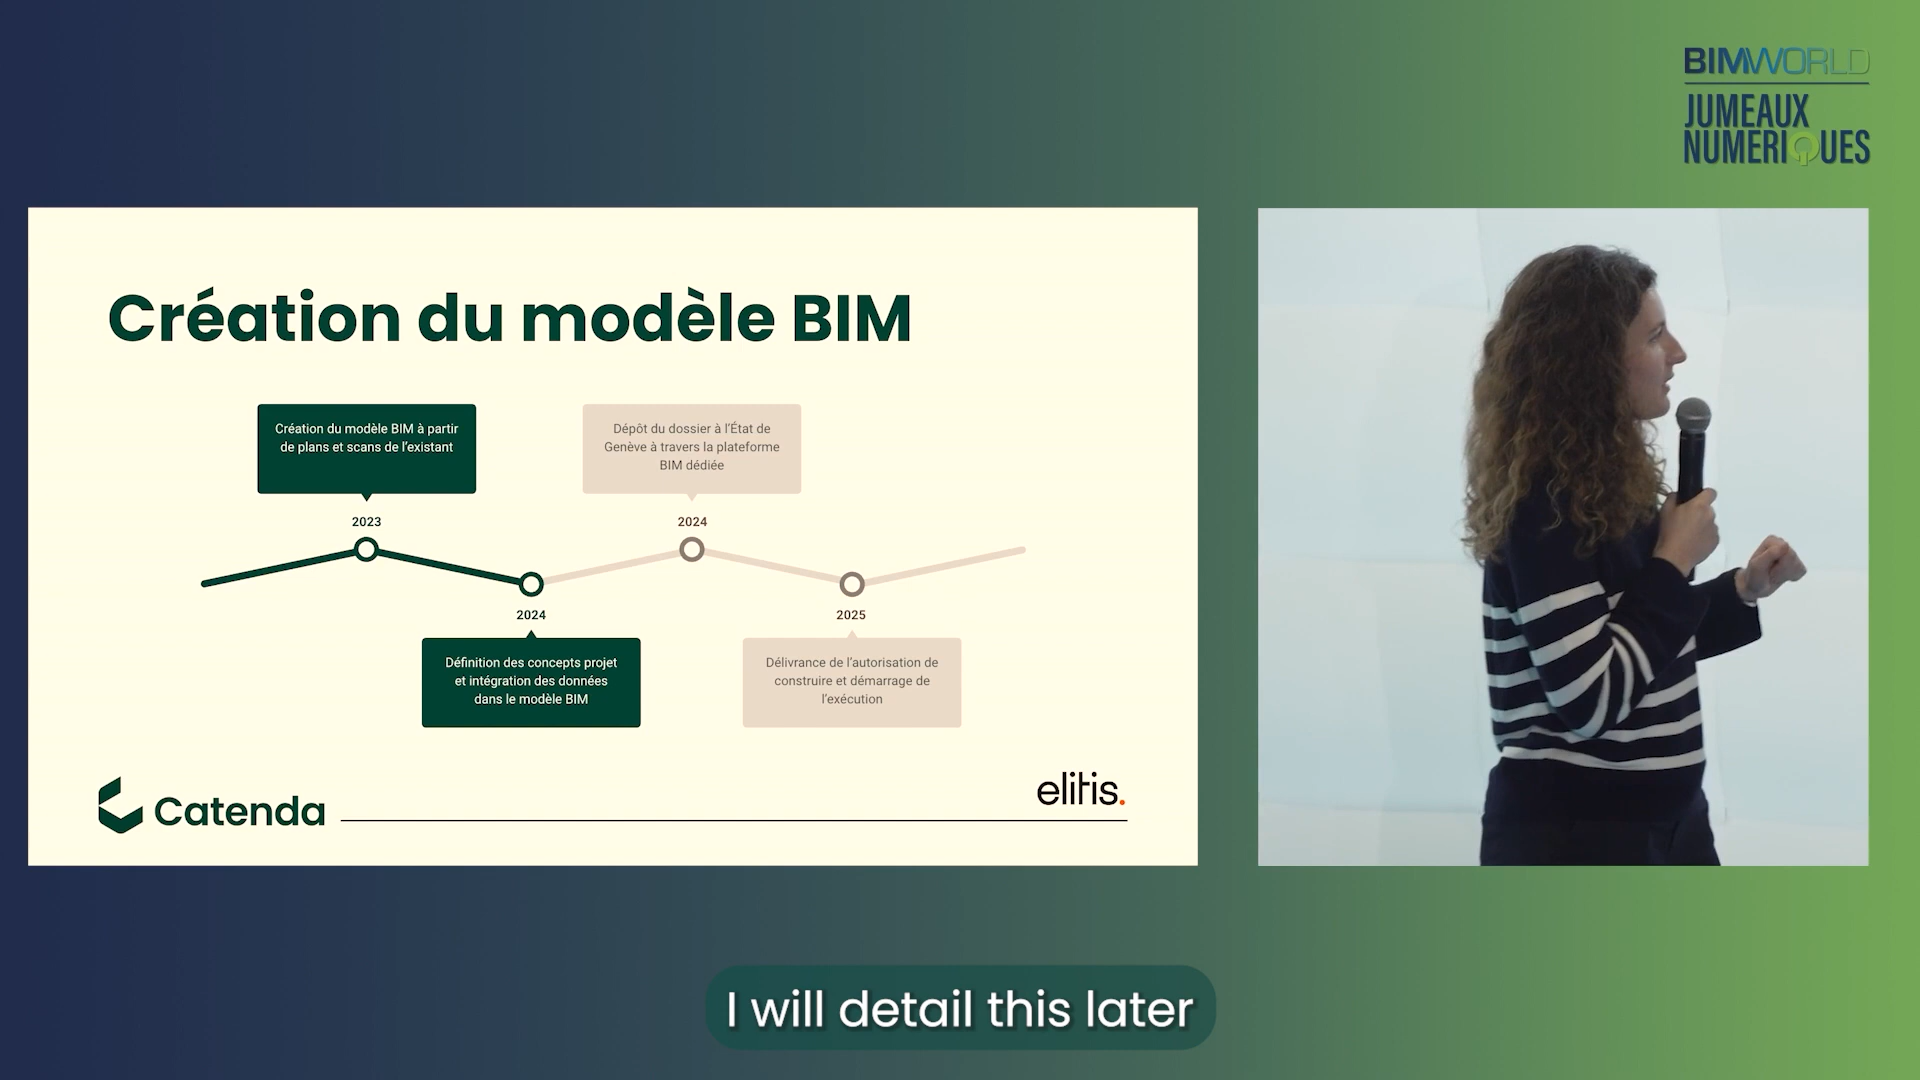 BIMWORLD
JUMEAUX
NUMERIQUES
Création du modèle BIM
Création du modèle BIM à partir
de plans et scans de l'existant
Dépôt du dossier à l'État de
Genève à travers la plateforme
BIM dédiée
2023
2024
2024
2025
Définition des concepts projet
et intégration des données
dans le modèle BIM
Délivrance de l'autorisation de
construire et démarrage de
l'exécution
Catenda
elitis.
I will detail this later